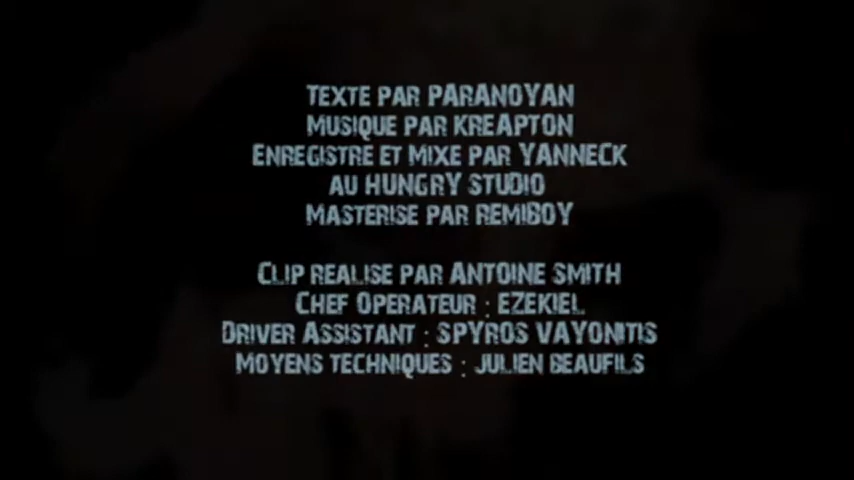 TEXTE PAR PARANOYAN
MUSIQUE PAR KREAPTON
ENREGISTRE ET MIXE PAR YANNECK
AU HUNGRY STUDIO
MASTERISE PAR REMIBOY
CLIP REALISE PAR ANTOINE SMITH
CHEF OPERATEUR : EZEKIEL
DRIVER ASSISTANT : SPYROS VAYONITIS
MOYENS TECHNIQUES : JULIEN BEAUFILS